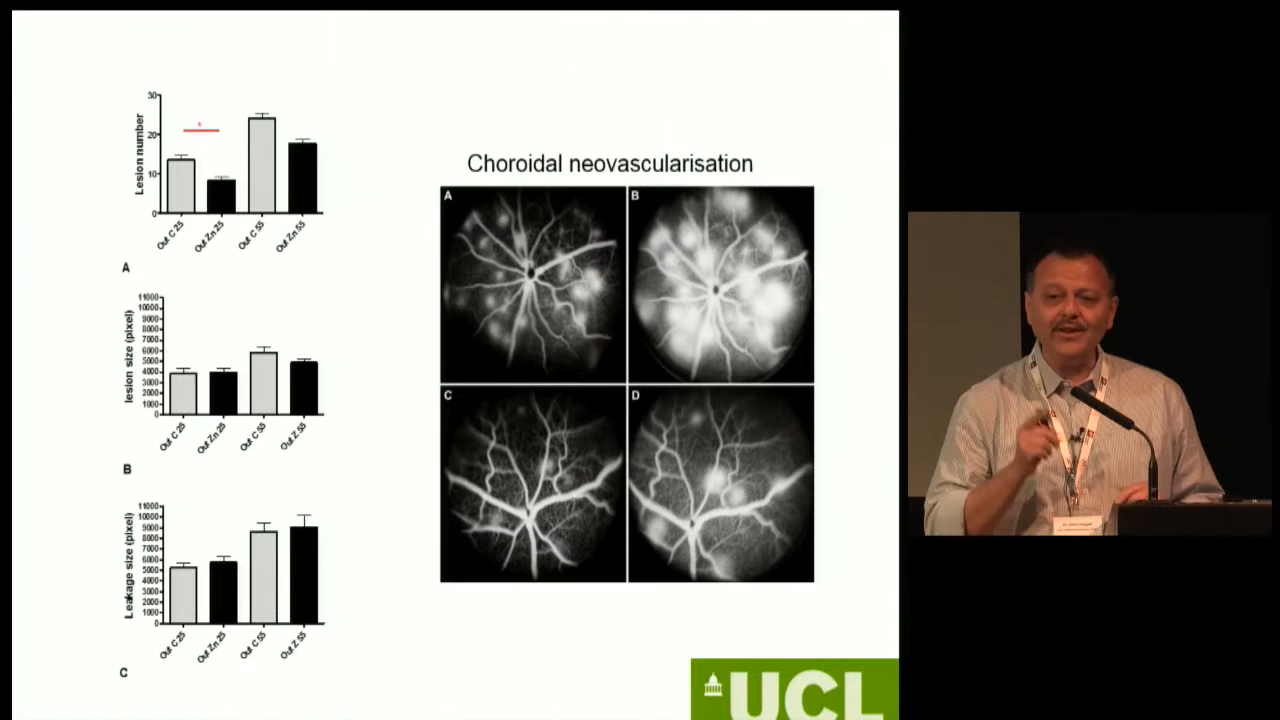 Choroidal neovascularisation
Lesion number
30
20
10
0
*
Out C 25
Out Zn 25
Out C 55
Out Zn 55
A
lesion size (pixel)
11000
10000
9000
8000
7000
6000
5000
4000
3000
2000
1000
0
Out C 25
Out Zn 25
Out C 55
Out Z 55
B
Leakage size (pixel)
11000
10000
9000
8000
7000
6000
5000
4000
3000
2000
1000
0
Out C 25
Out Zn 25
Out C 55
Out Z 55
C
A
B
C
D
UCL